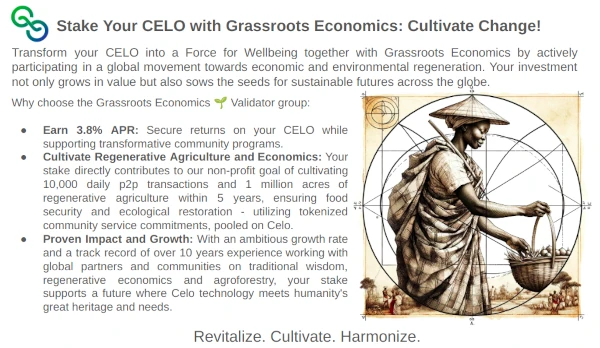 Stake Your CELO with Grassroots Economics: Cultivate Change!
Transform your CELO into a Force for Wellbeing together with Grassroots Economics by actively
participating in a global movement towards economic and environmental regeneration. Your investment
not only grows in value but also sows the seeds for sustainable futures across the globe.
Why choose the Grassroots Economics 🌱 Validator group:
● Earn 3.8% APR: Secure returns on your CELO while
supporting transformative community programs.
● Cultivate Regenerative Agriculture and Economics: Your
stake directly contributes to our non-profit goal of cultivating
10,000 daily p2p transactions and 1 million acres of
regenerative agriculture within 5 years, ensuring food
security and ecological restoration - utilizing tokenized
community service commitments, pooled on Celo.
● Proven Impact and Growth: With an ambitious growth rate
and a track record of over 10 years experience working with
global partners and communities on traditional wisdom,
regenerative economics and agroforestry, your stake
supports a future where Celo technology meets humanity's
great heritage and needs.
Revitalize. Cultivate. Harmonize.